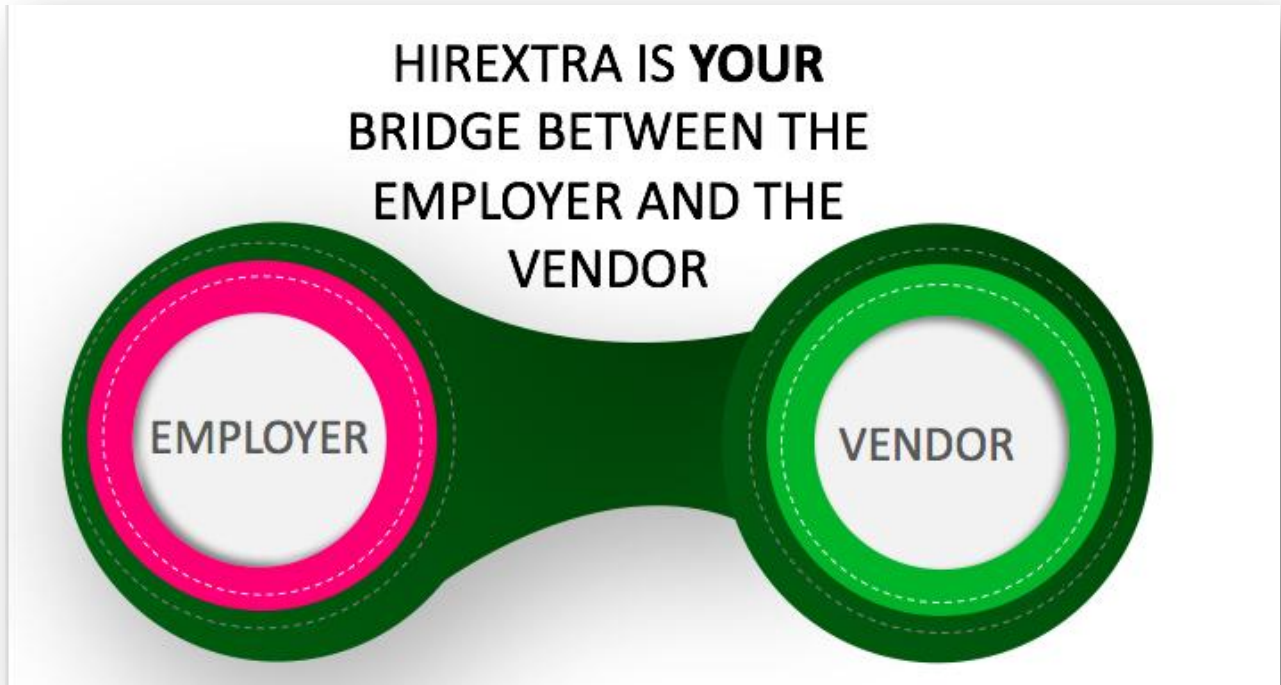 HIREXTRA IS YOUR
BRIDGE BETWEEN THE
EMPLOYER AND THE
VENDOR
EMPLOYER
VENDOR